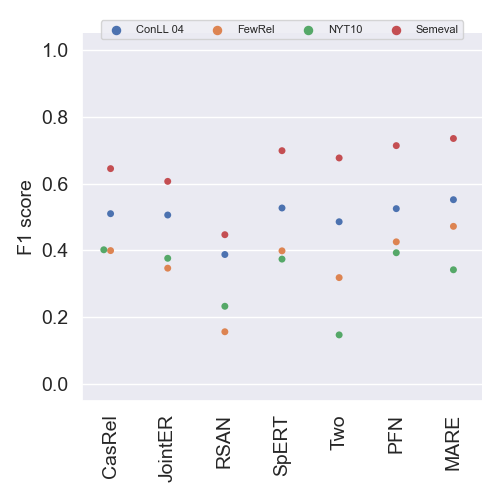 ConLL 04 FewRel NYT10 Semeval
1.0
0.8
0.6
0.4
0.2
0.0
F1 score
CasRel JointER RSAN SpERT Two PFN MARE